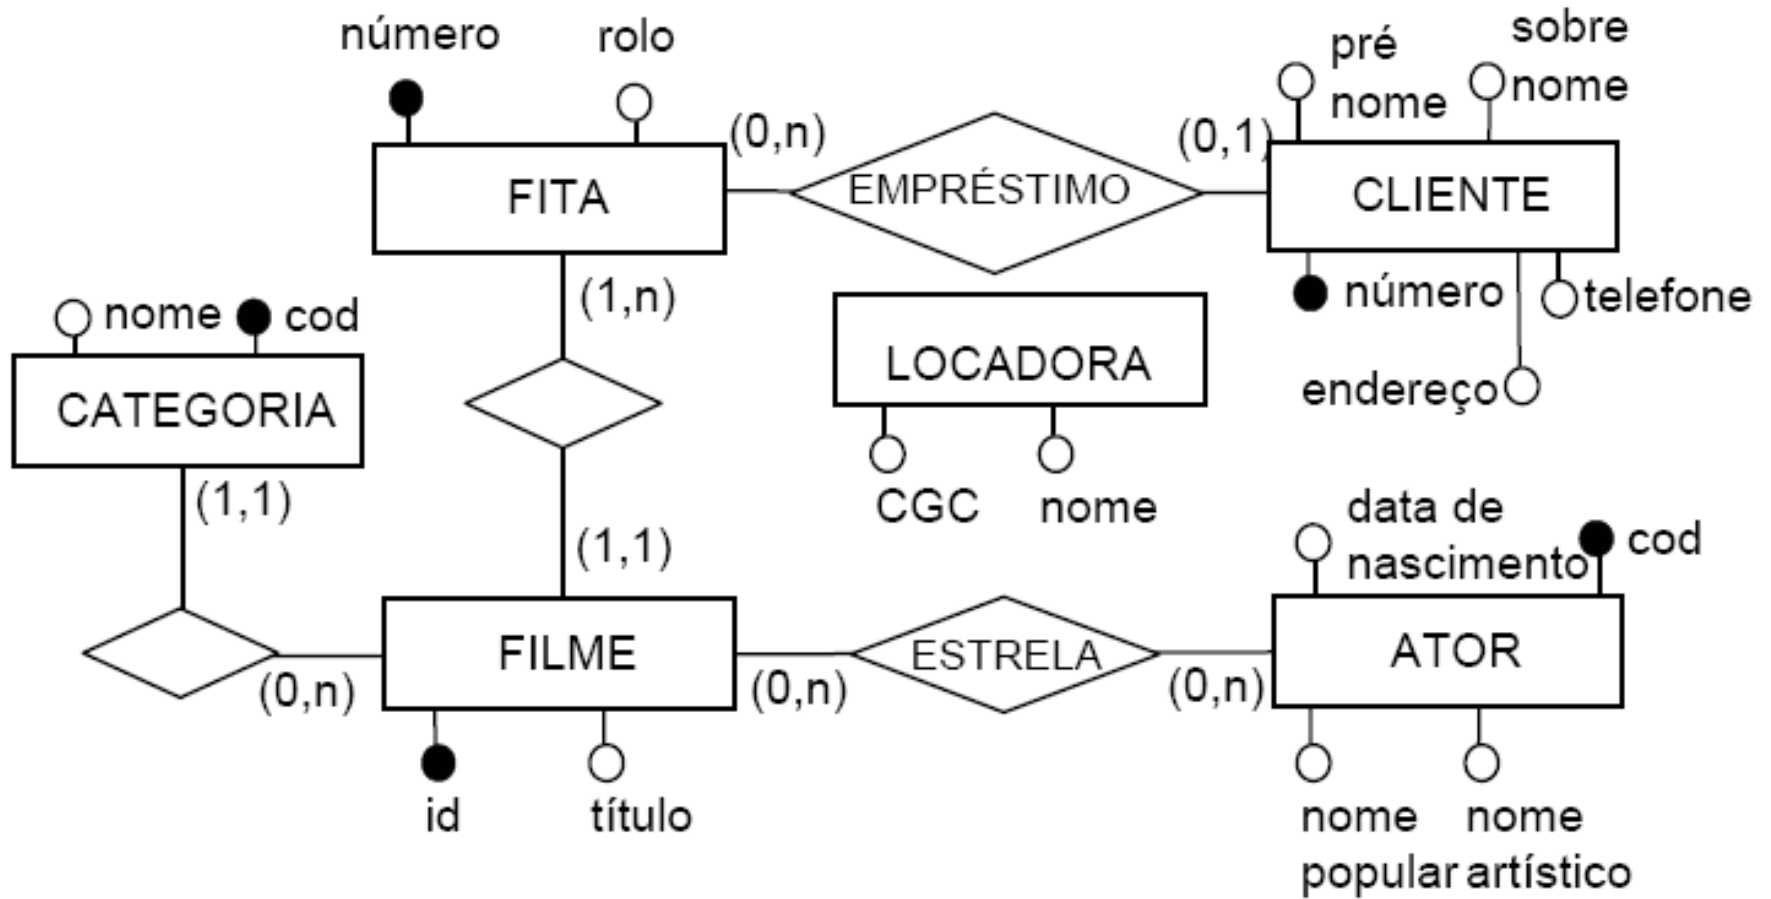 número
rolo
pré
nome
sobre
nome
(0,n)
(0,1)
FITA
EMPRÉSTIMO
CLIENTE
(1,n)
número
telefone
nome
cod
LOCADORA
CATEGORIA
endereço
(1,1)
CGC
nome
(1,1)
data de
nascimento
cod
FILME
ESTRELA
ATOR
(0,n)
(0,n)
(0,n)
id
título
nome
popular
nome
artístico